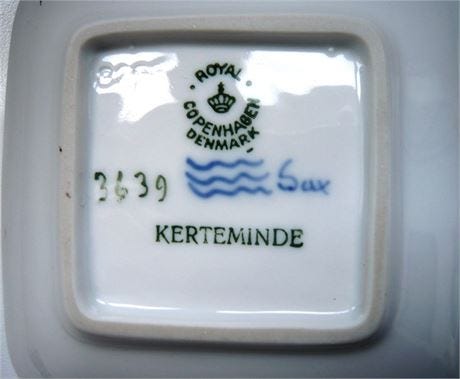 ROYAL
COPENHAGEN
DENMARK
3639 Sax
KERTEMINDE